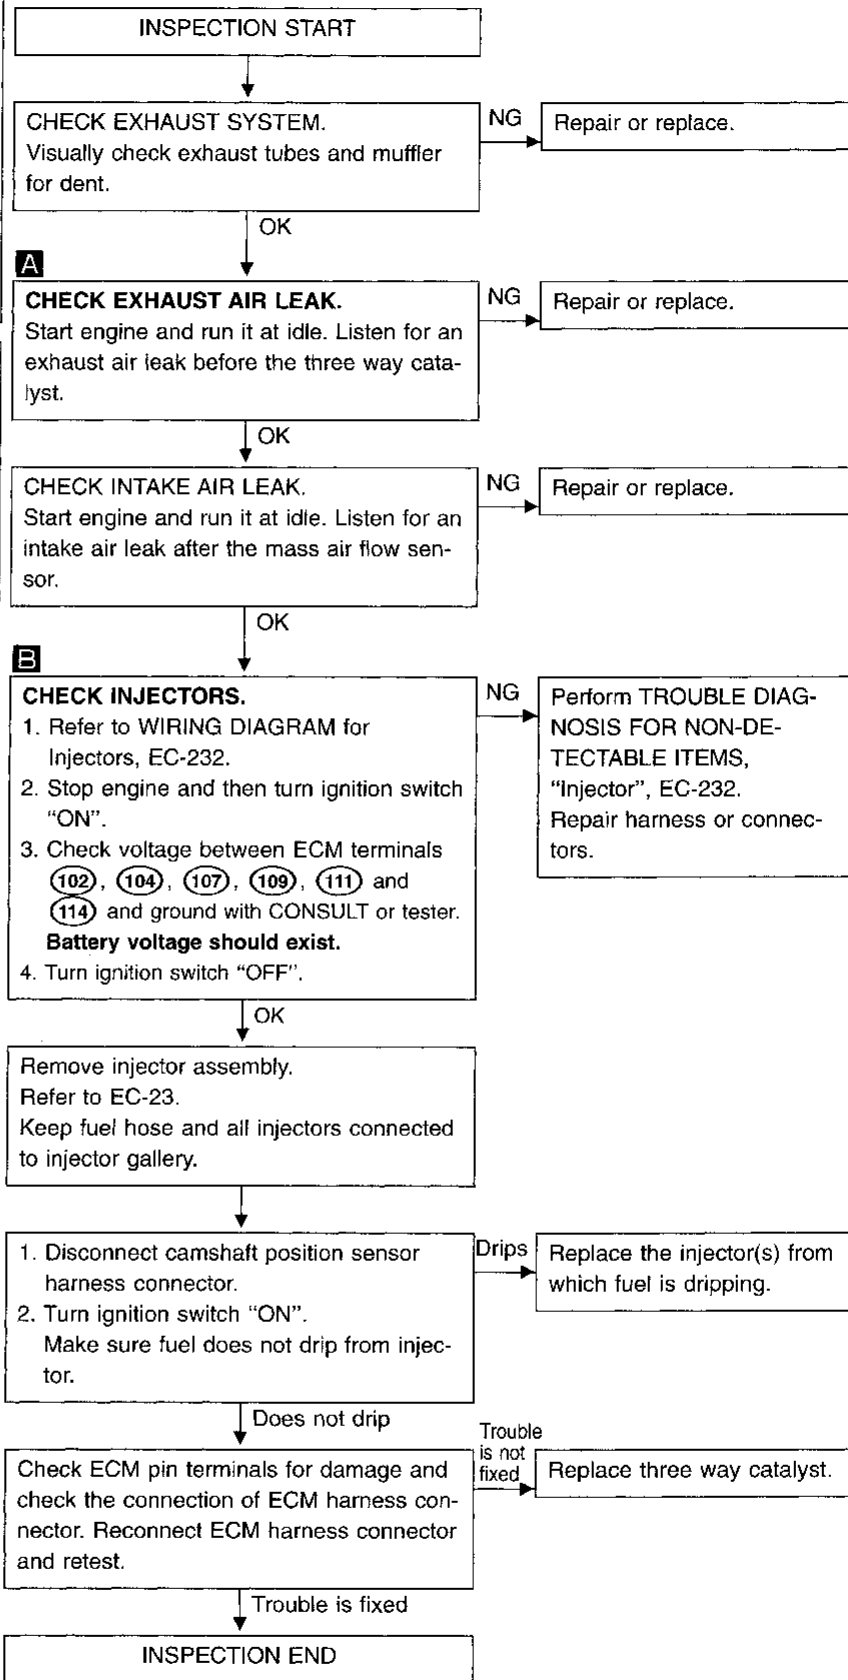 INSPECTION START
CHECK EXHAUST SYSTEM.
Visually check exhaust tubes and muffler
for dent.
NG
Repair or replace.
OK
A
CHECK EXHAUST AIR LEAK.
Start engine and run it at idle. Listen for an
exhaust air leak before the three way cata-
lyst.
NG
Repair or replace.
OK
CHECK INTAKE AIR LEAK.
Start engine and run it at idle. Listen for an
intake air leak after the mass air flow sen-
sor.
NG
Repair or replace.
OK
B
CHECK INJECTORS.
1. Refer to WIRING DIAGRAM for
Injectors, EC-232.
2. Stop engine and then turn ignition switch
“ON”.
3. Check voltage between ECM terminals
102, 104, 107, 109, 111 and
114 and ground with CONSULT or tester.
Battery voltage should exist.
4. Turn ignition switch “OFF”.
NG
Perform TROUBLE DIAG-
NOSIS FOR NON-DE-
TECTABLE ITEMS,
“Injector”, EC-232.
Repair harness or connec-
tors.
OK
Remove injector assembly.
Refer to EC-23.
Keep fuel hose and all injectors connected
to injector gallery.
1. Disconnect camshaft position sensor
harness connector.
2. Turn ignition switch “ON”.
Make sure fuel does not drip from injec-
tor.
Drips
Replace the injector(s) from
which fuel is dripping.
Does not drip
Check ECM pin terminals for damage and
check the connection of ECM harness con-
nector. Reconnect ECM harness connector
and retest.
Trouble
is not
fixed
Replace three way catalyst.
Trouble is fixed
INSPECTION END